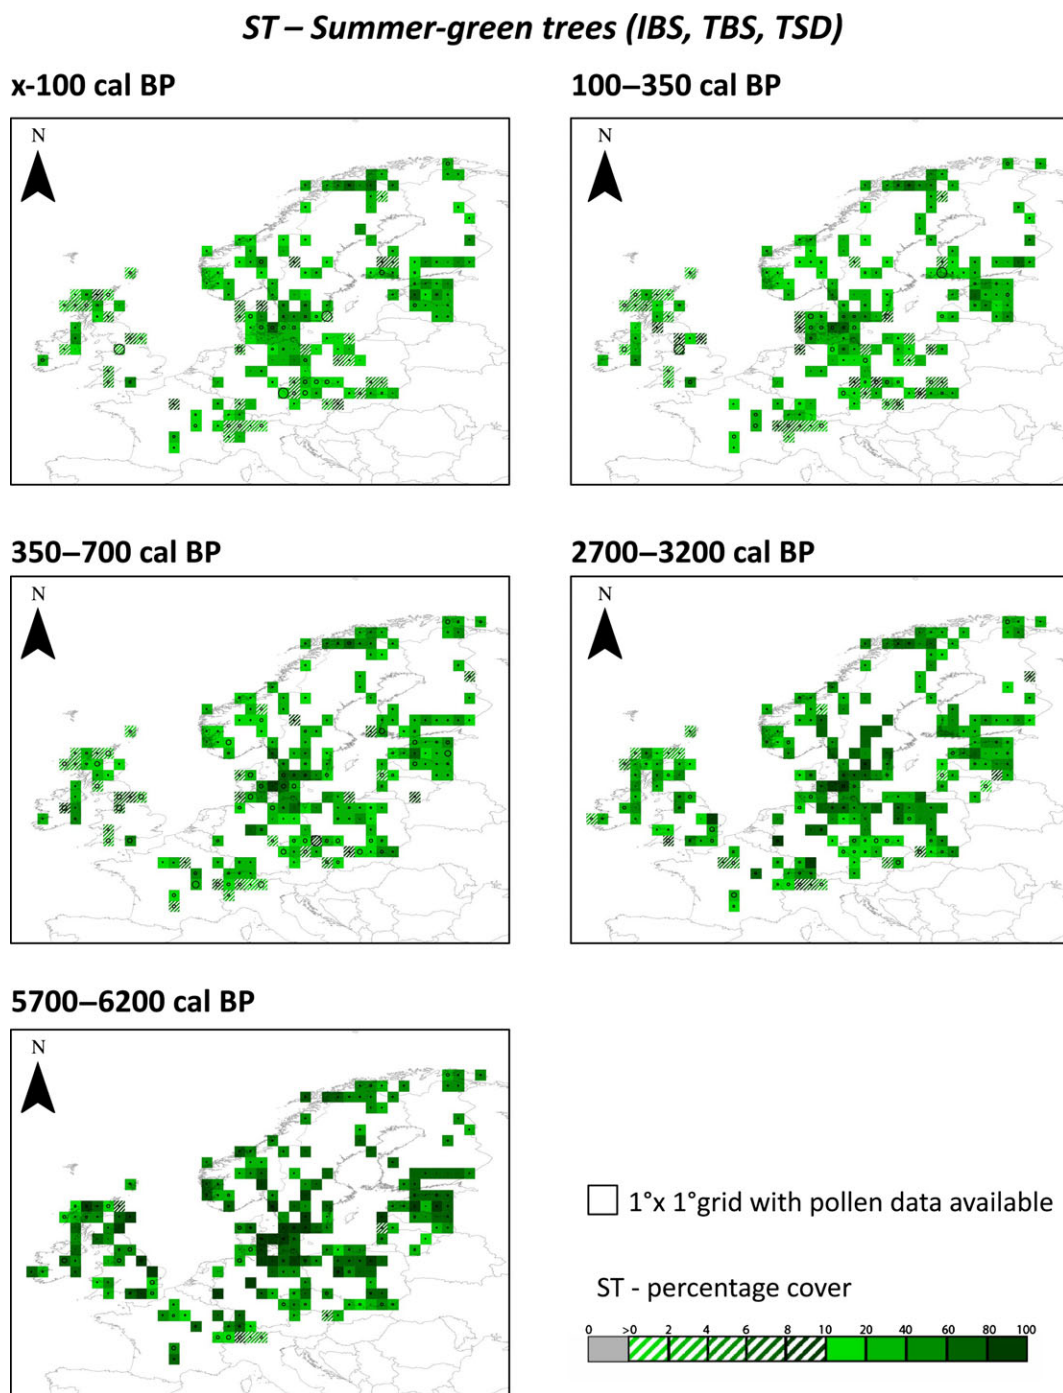 ST – Summer-green trees (IBS, TBS, TSD)
x-100 cal BP
100–350 cal BP
N
N
350–700 cal BP
2700–3200 cal BP
N
N
5700–6200 cal BP
N
1°x 1°grid with pollen data available
ST - percentage cover
0 >0 2 4 6 8 10 20 40 60 80 100